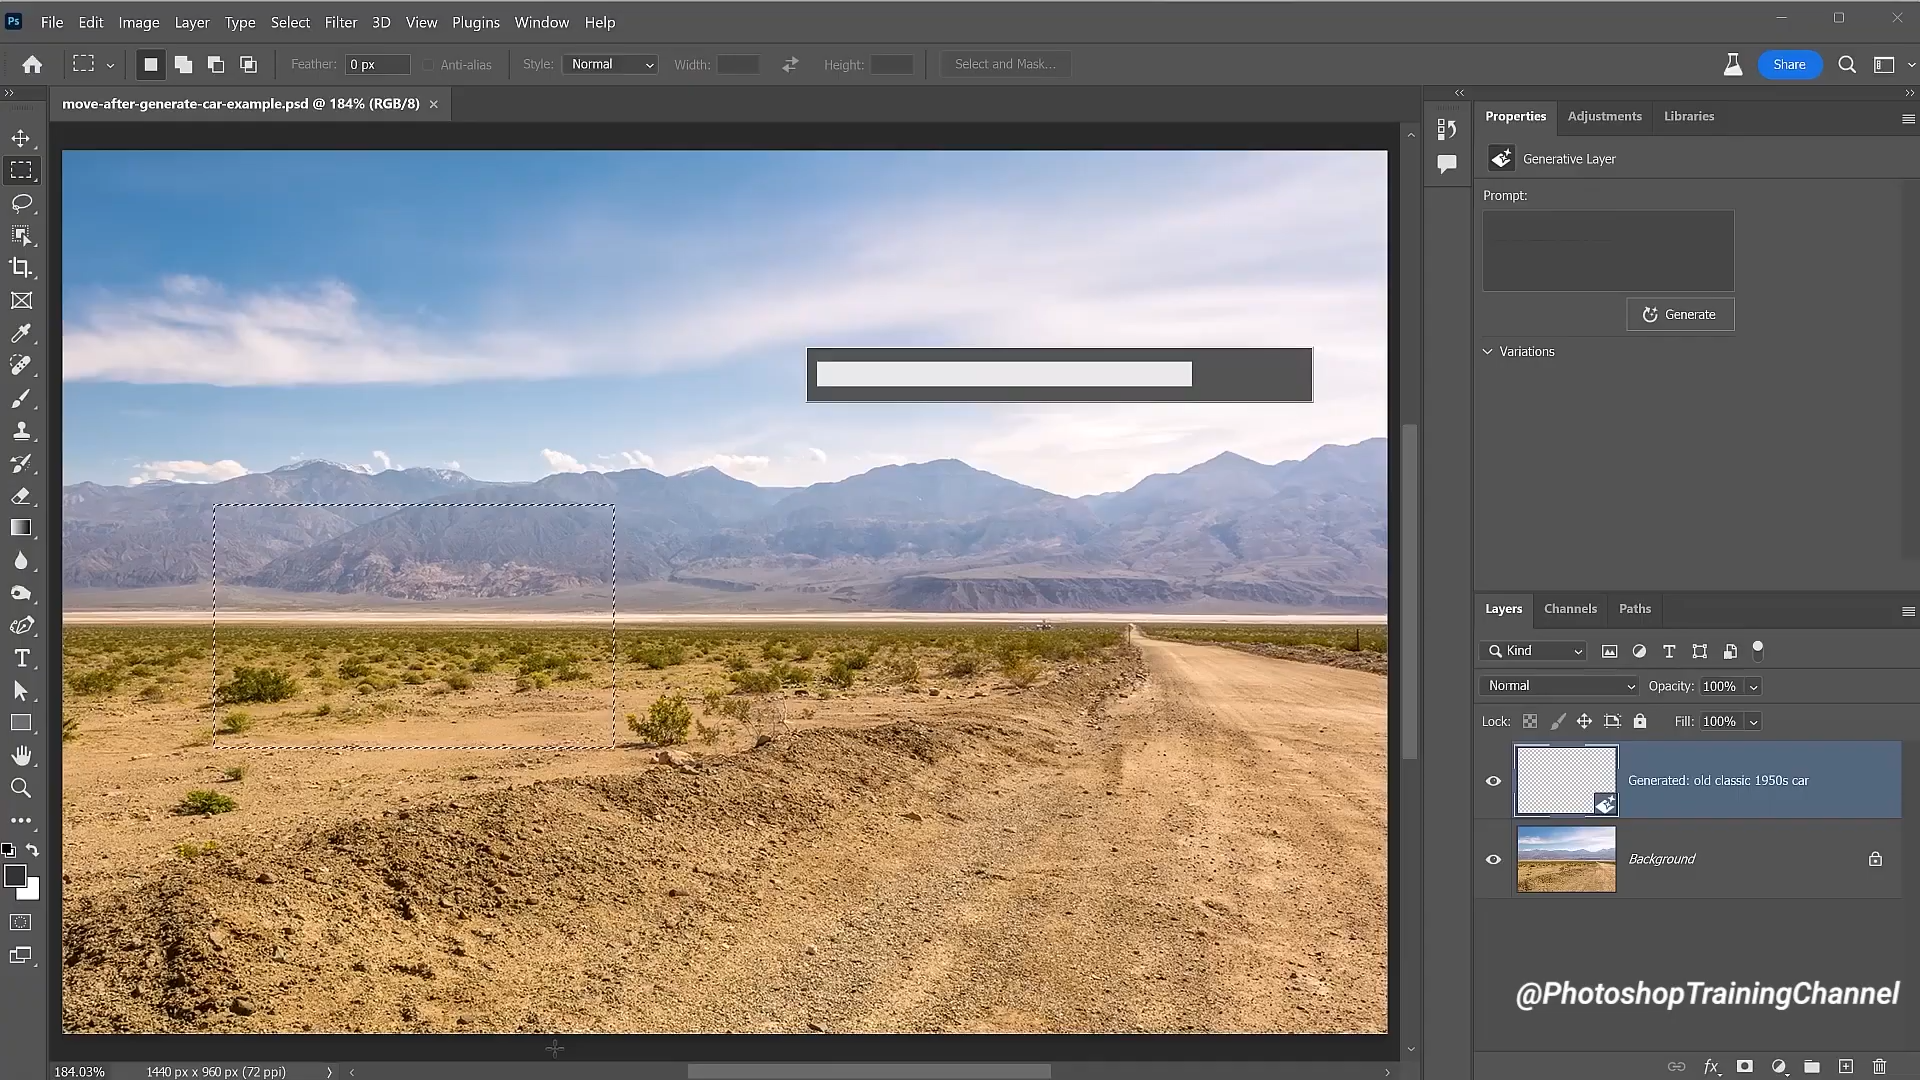 Ps File Edit Image Layer Type Select Filter 3D View Plugins Window Help
Feather: 0 px Anti-alias Style: Normal Width: Height: Select and Mask... Share
move-after-generate-car-example.psd @ 184% (RGB/8)
Properties Adjustments Libraries
Generative Layer
Prompt:
Generate
Variations
Layers Channels Paths
Kind
Normal Opacity: 100%
Lock: Fill: 100%
Generated: old classic 1950s car
Background
@PhotoshopTrainingChannel
184.03% 1440 px x 960 px (72 ppi)